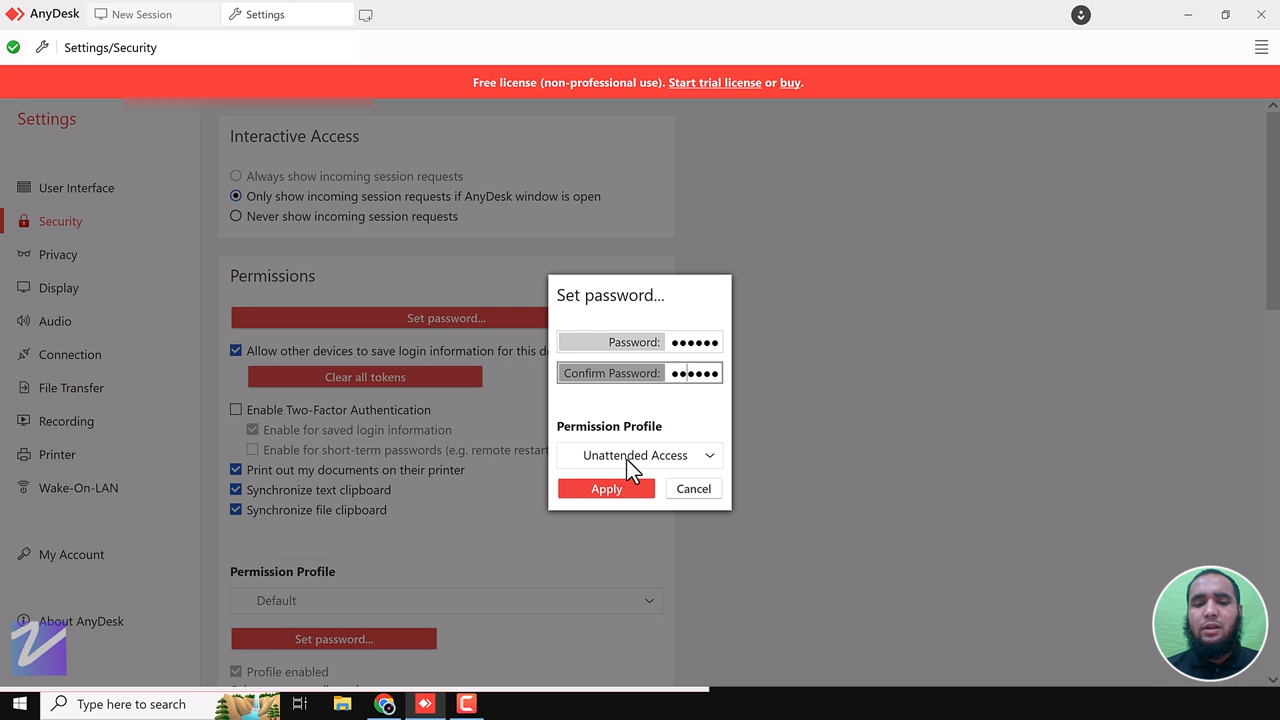 AnyDesk
New Session
Settings
Settings/Security
Free license (non-professional use). Start trial license or buy.
Settings
User Interface
Security
Privacy
Display
Audio
Connection
File Transfer
Recording
Printer
Wake-On-LAN
My Account
About AnyDesk
Interactive Access
Always show incoming session requests
Only show incoming session requests if AnyDesk window is open
Never show incoming session requests
Permissions
Set password...
Allow other devices to save login information for this
Clear all tokens
Enable Two-Factor Authentication
Enable for saved login information
Enable for short-term passwords (e.g. remote restart
Print out my documents on their printer
Synchronize text clipboard
Synchronize file clipboard
Permission Profile
Default
Set password...
Profile enabled
Set password...
Password: ●●●●●●
Confirm Password: ●●●●●●
Permission Profile
Unattended Access
Apply
Cancel
Type here to search